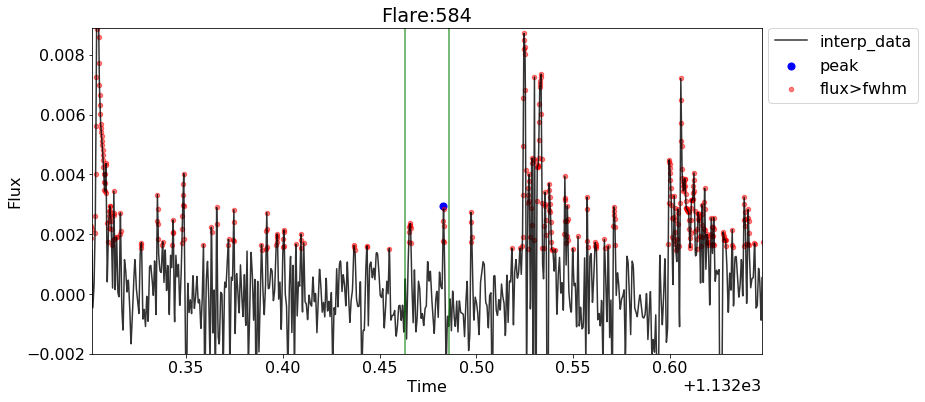 Flare:584
interp_data
peak
flux>fwhm
Flux
0.008
0.006
0.004
0.002
0.000
−0.002
0.35
0.40
0.45
0.50
0.55
0.60
Time
+1.132e3